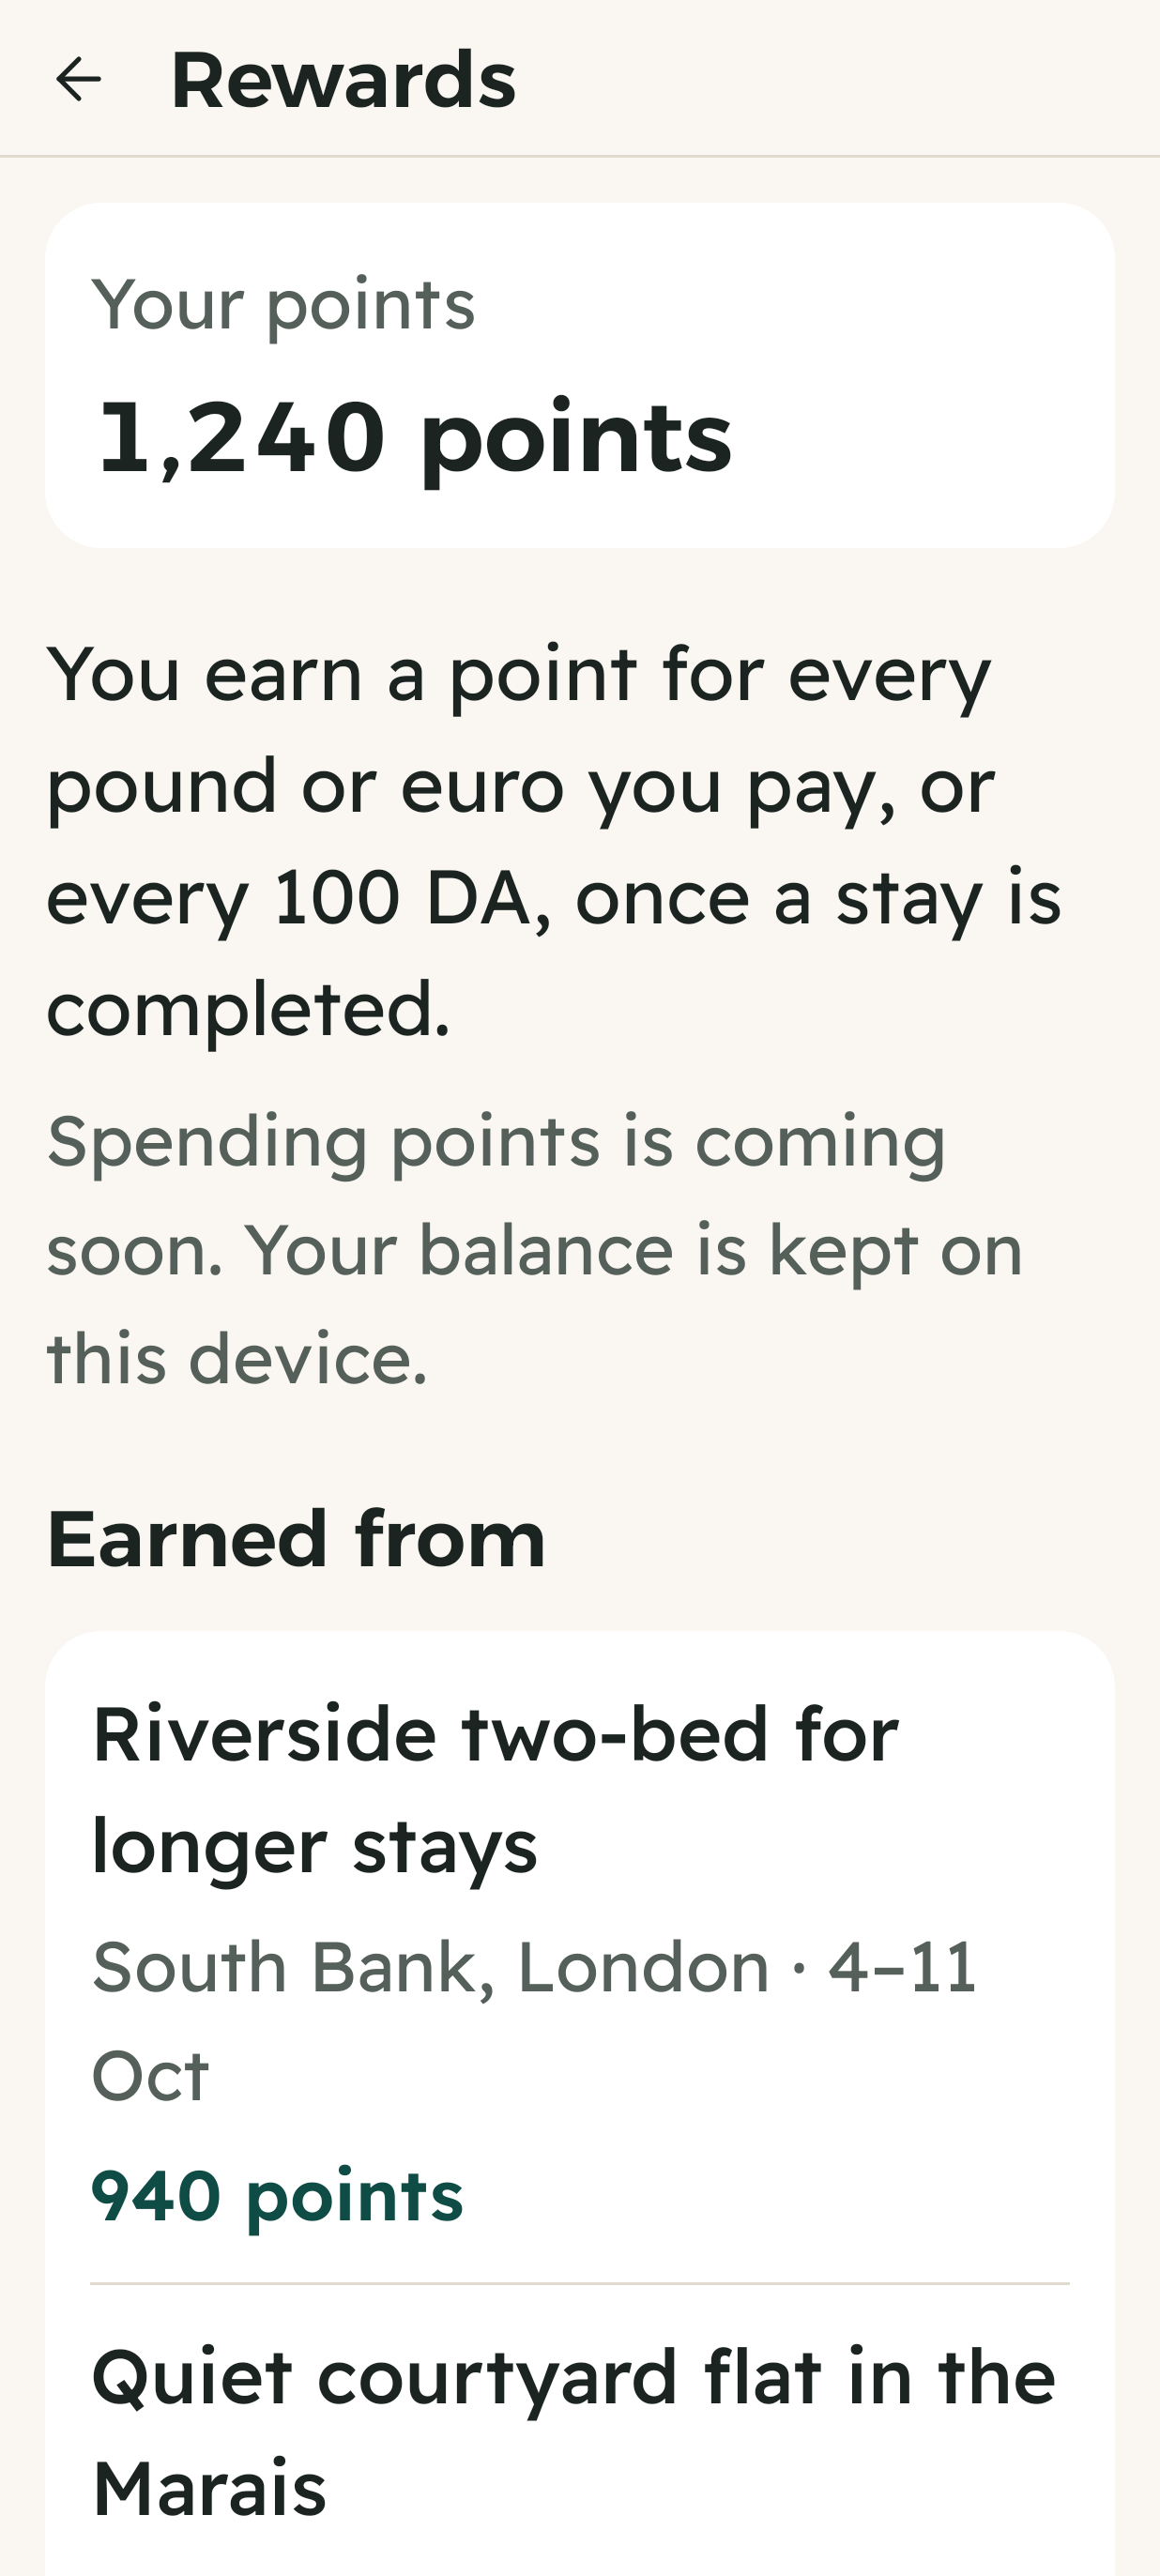 Rewards
Your points
1,240 points
You earn a point for every
pound or euro you pay, or
every 100 DA, once a stay is
completed.
Spending points is coming
soon. Your balance is kept on
this device.
Earned from
Riverside two-bed for
longer stays
South Bank, London · 4–11
Oct
940 points
Quiet courtyard flat in the
Marais